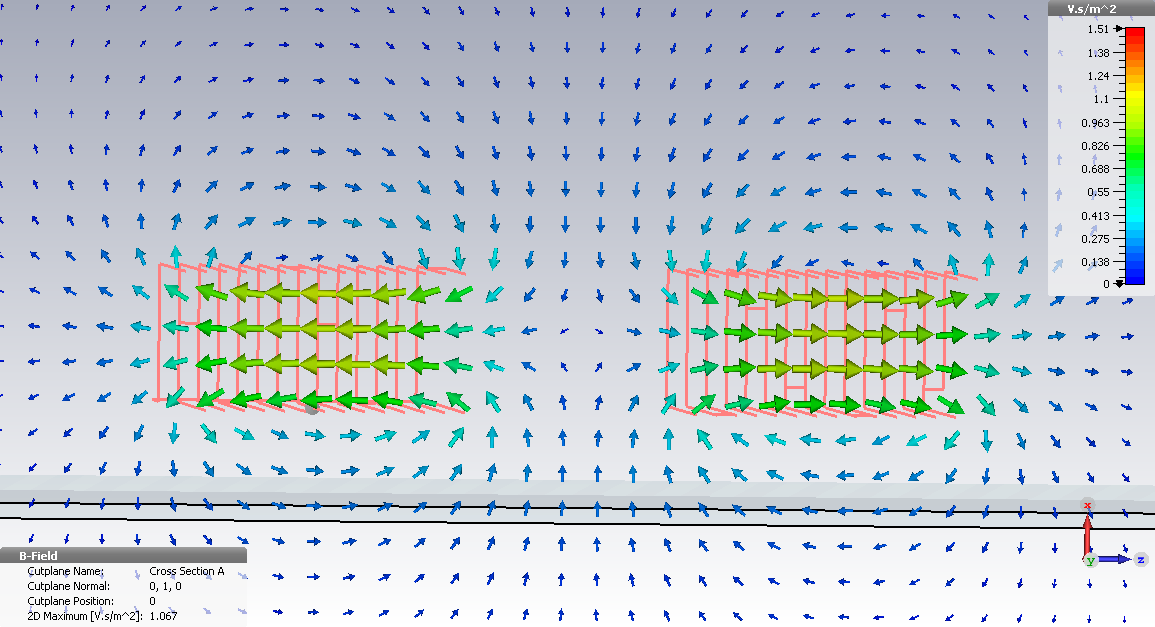 V.s/m^2
1.51
1.38
1.24
1.1
0.963
0.826
0.688
0.55
0.413
0.275
0.138
0
x
y z
B-Field
Cutplane Name: Cross Section A
Cutplane Normal: 0, 1, 0
Cutplane Position: 0
2D Maximum [V.s/m^2]: 1.067